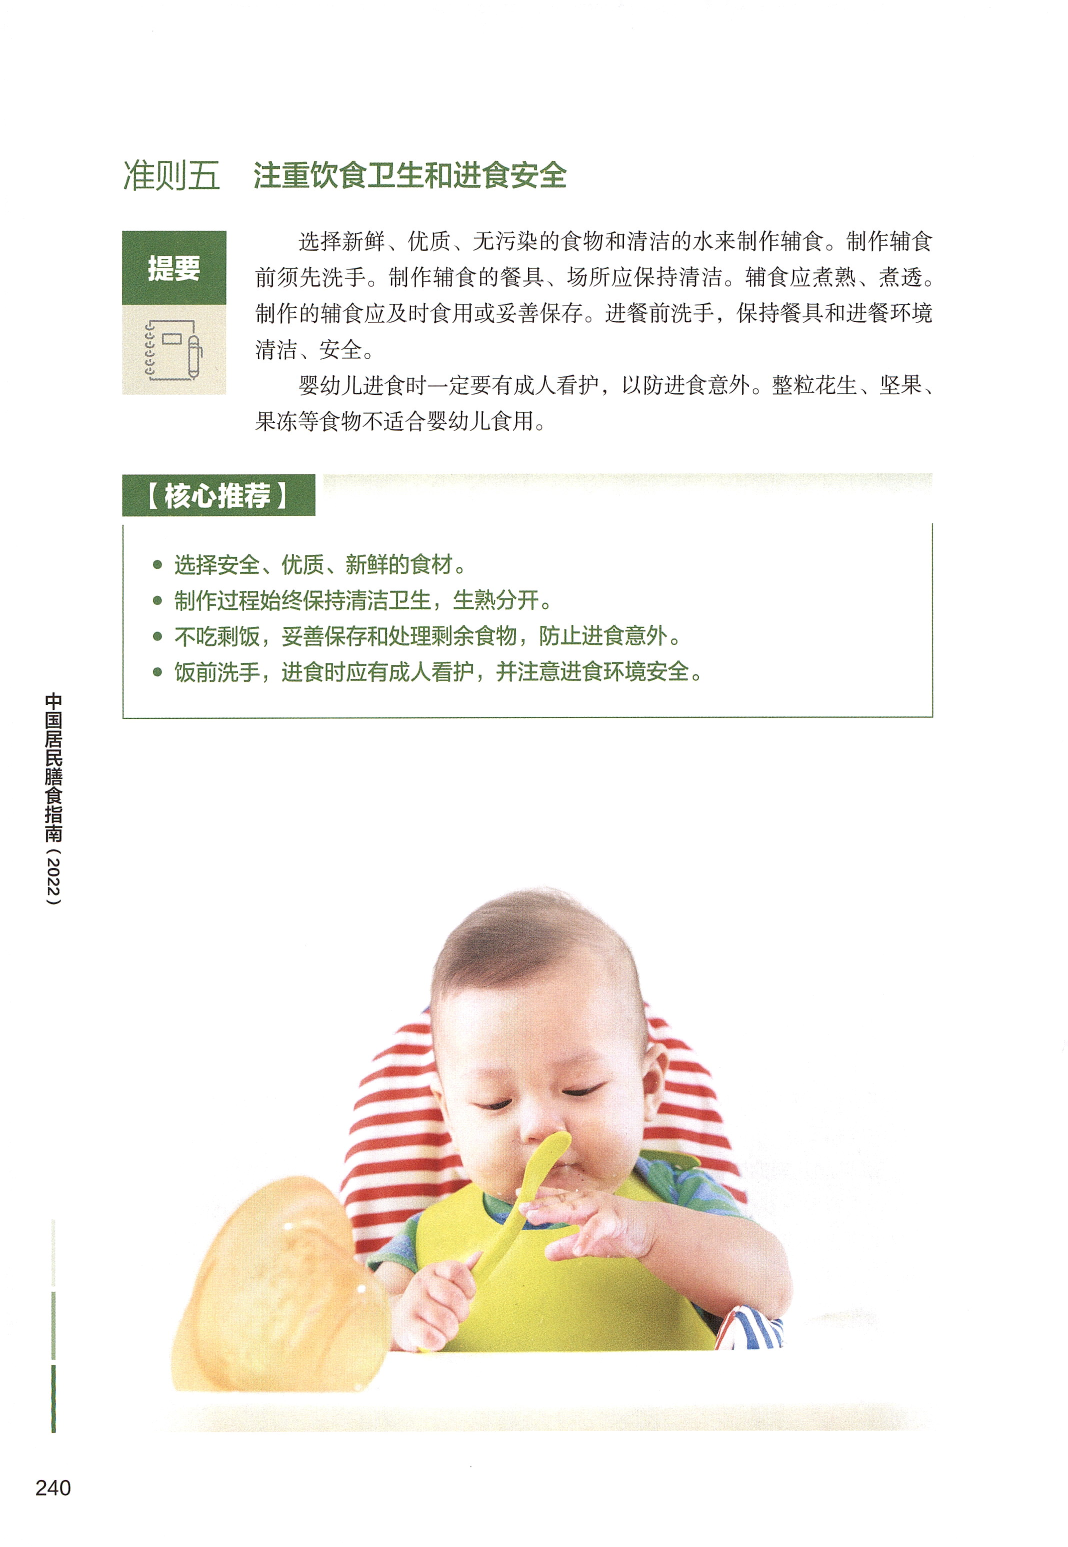 准则五 注重饮食卫生和进食安全
提要
选择新鲜、优质、无污染的食物和清洁的水来制作辅食。制作辅食
前须先洗手。制作辅食的餐具、场所应保持清洁。辅食应煮熟、煮透。
制作的辅食应及时食用或妥善保存。进餐前洗手，保持餐具和进餐环境
清洁、安全。
婴幼儿进食时一定要有成人看护，以防进食意外。整粒花生、坚果、
果冻等食物不适合婴幼儿食用。
【核心推荐】
• 选择安全、优质、新鲜的食材。
• 制作过程始终保持清洁卫生，生熟分开。
• 不吃剩饭，妥善保存和处理剩余食物，防止进食意外。
• 饭前洗手，进食时应有成人看护，并注意进食环境安全。
中国居民膳食指南（2022）
240